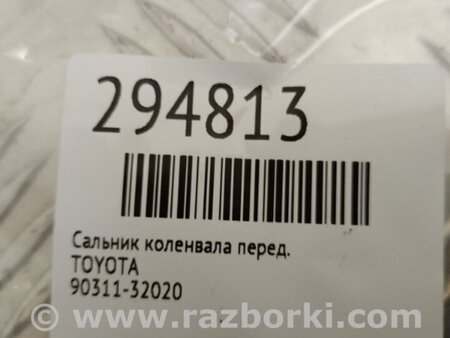 294813
Сальник коленвала перед.
TOYOTA
90311-32020
www.razborki.com